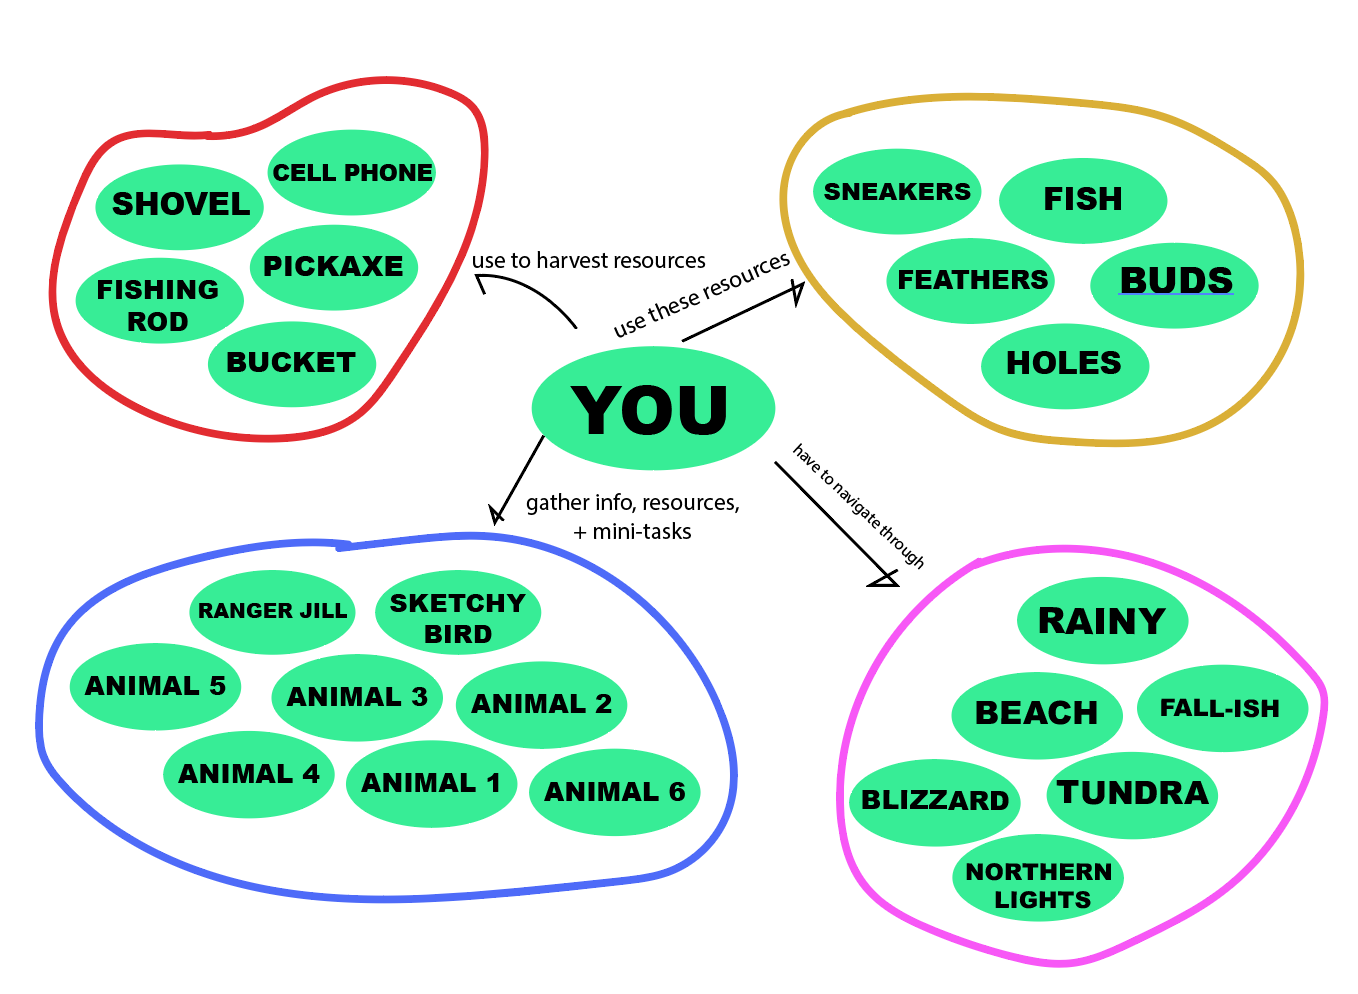 CELL PHONE
SHOVEL
PICKAXE
FISHING
ROD
BUCKET
use to harvest resources
use these resources
SNEAKERS
FISH
FEATHERS
BUDS
HOLES
YOU
gather info, resources,
+ mini-tasks
have to navigate through
RANGER JILL
SKETCHY
BIRD
ANIMAL 5
ANIMAL 3
ANIMAL 2
ANIMAL 4
ANIMAL 1
ANIMAL 6
RAINY
BEACH
FALL-ISH
BLIZZARD
TUNDRA
NORTHERN
LIGHTS